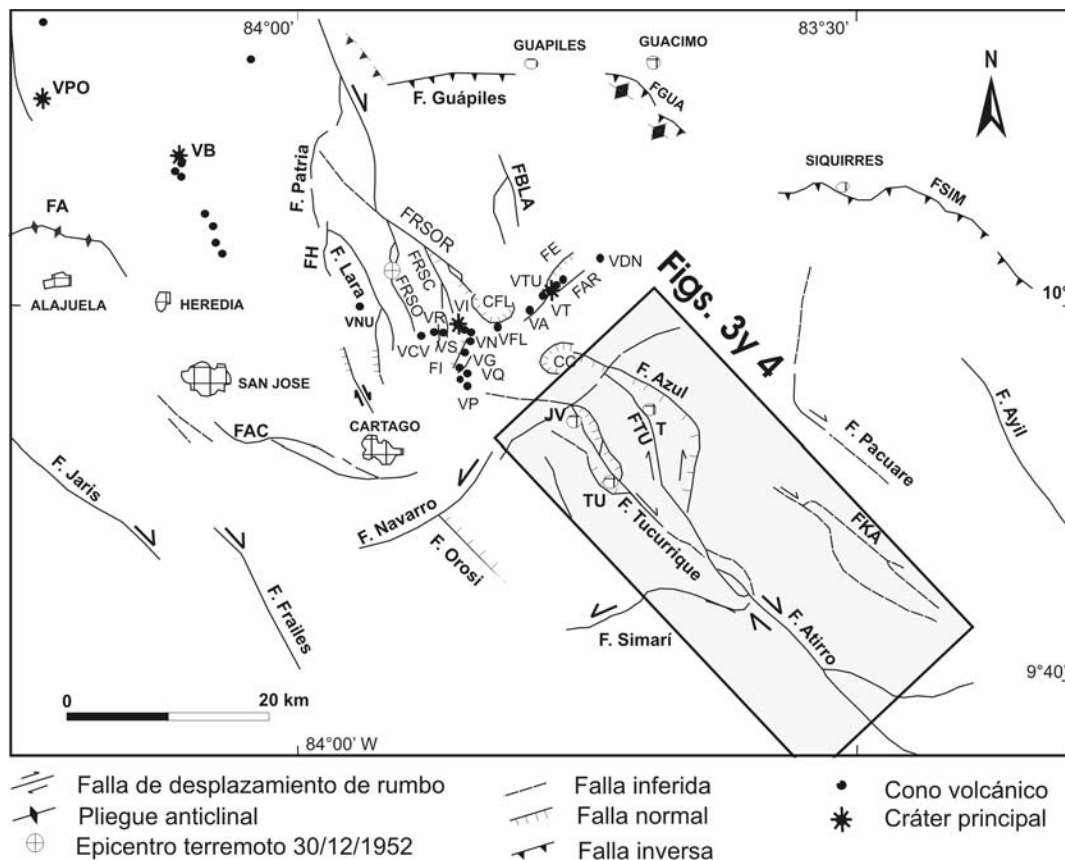 84°00'
83°30'
GUAPILES
GUACIMO
N
VPO
F. Guápiles
FGUA
VB
SIQUIRRES
F. Patria
FBLA
FSIM
FA
FRSOR
FH
F. Lara
FRSC
FRSO
FE
VDN
ALAJUELA
HEREDIA
VTU
FAR
VI
CFL
VT
10°
VNU
VR
VA
VCV
VS
VN
VFL
Figs. 3y 4
FI
VG
CC
SAN JOSE
VQ
F. Azul
VP
JV
FTU
T
F. Ayil
FAC
CARTAGO
F. Pacuare
F. Jaris
TU
F. Navarro
F. Tucurrique
FKA
F. Orosi
F. Frailes
F. Simarí
F. Atirro
9°40'
0
20 km
84°00' W
Falla de desplazamiento de rumbo
Falla inferida
Cono volcánico
Pliegue anticlinal
Falla normal
Cráter principal
Epicentro terremoto 30/12/1952
Falla inversa